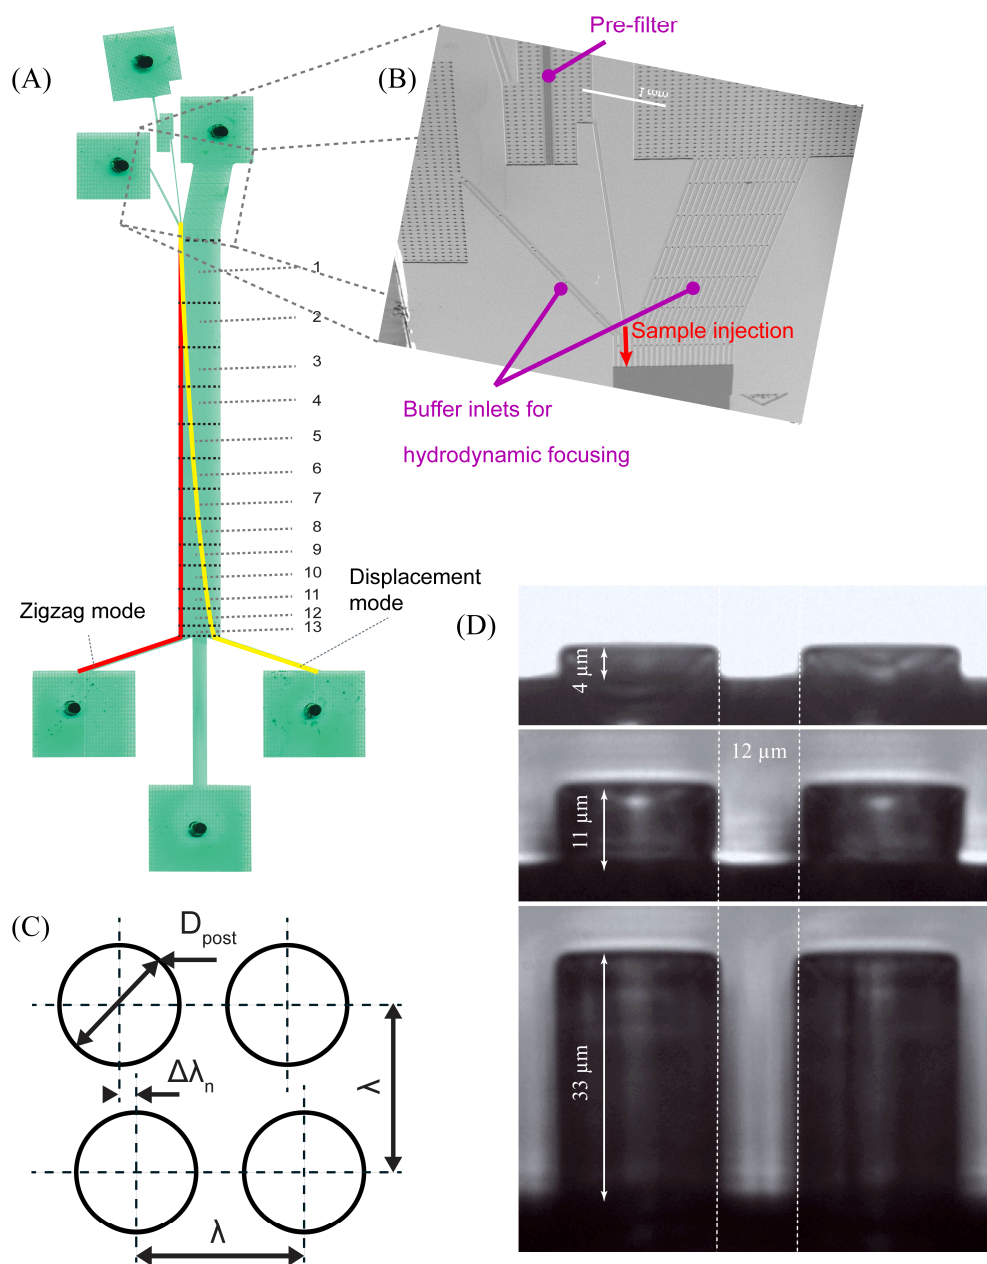 (A)
(B)
Pre-filter
1 mm
1
Sample injection
2
3
4
Buffer inlets for
hydrodynamic focusing
5
6
7
8
9
10
11
12
13
Zigzag mode
Displacement
mode
(D)
4 µm
12 µm
11 µm
33 µm
(C)
D post
Δλn
λ
λ